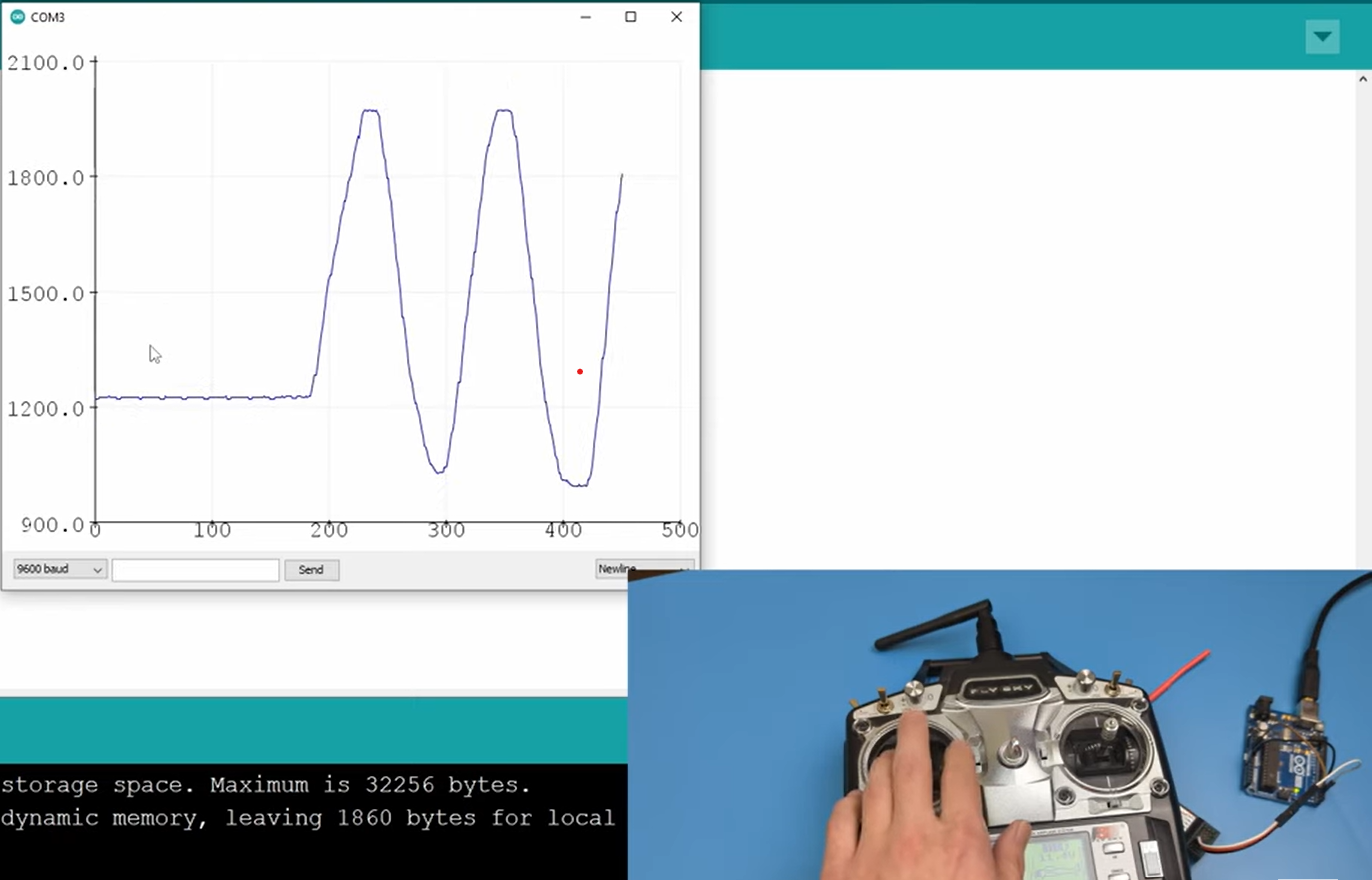 COM3
2100.0
1800.0
1500.0
1200.0
900.0
0 100 200 300 400 500
9600 baud Send Newline
FLY SKY
storage space. Maximum is 32256 bytes.
dynamic memory, leaving 1860 bytes for local